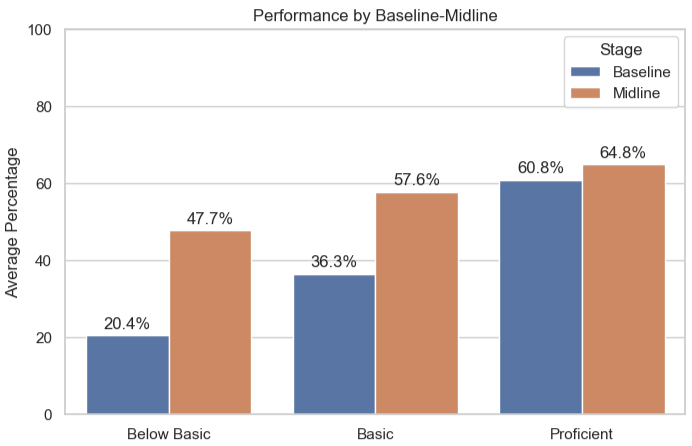 Performance by Baseline-Midline
100
80
60
40
20
0
Average Percentage
Stage
Baseline
Midline
20.4%
47.7%
36.3%
57.6%
60.8%
64.8%
Below Basic
Basic
Proficient